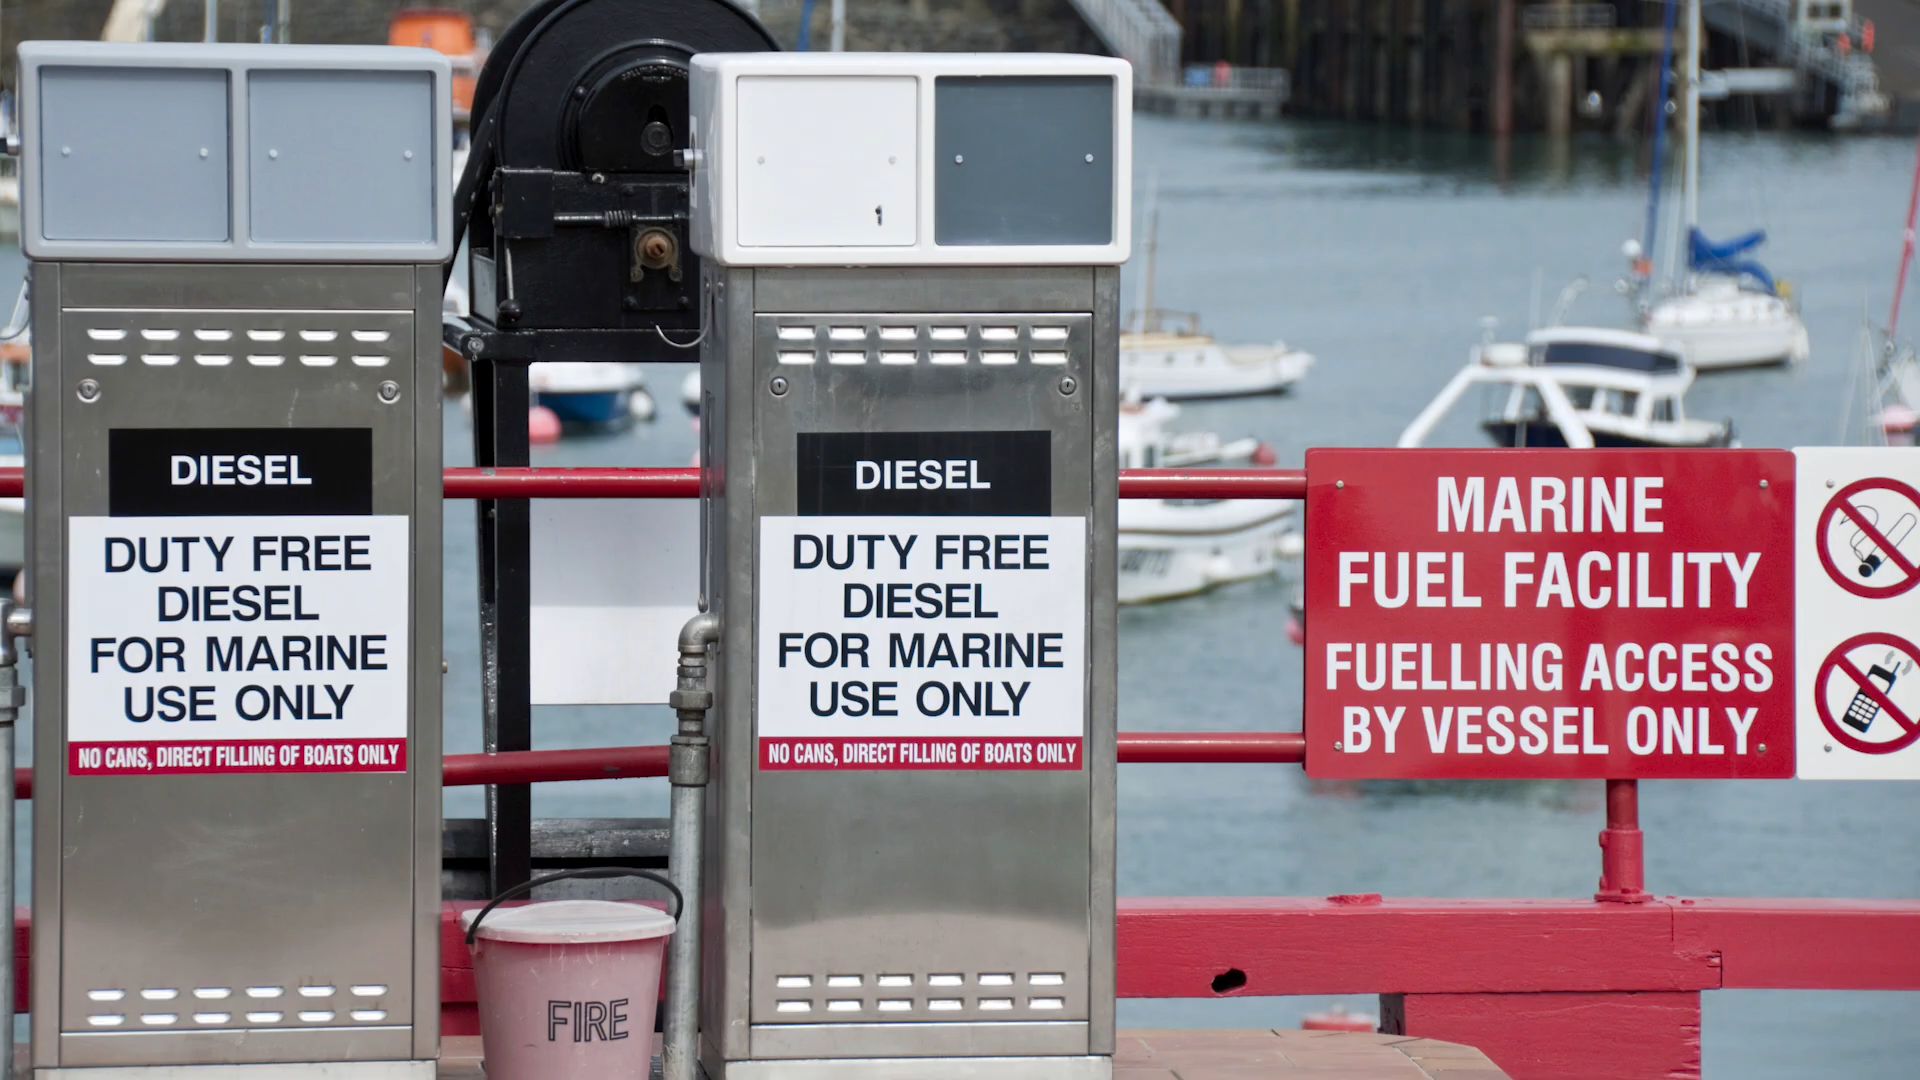 DIESEL
DUTY FREE
DIESEL
FOR MARINE
USE ONLY
NO CANS, DIRECT FILLING OF BOATS ONLY
FIRE
DIESEL
DUTY FREE
DIESEL
FOR MARINE
USE ONLY
NO CANS, DIRECT FILLING OF BOATS ONLY
MARINE
FUEL FACILITY
FUELLING ACCESS
BY VESSEL ONLY